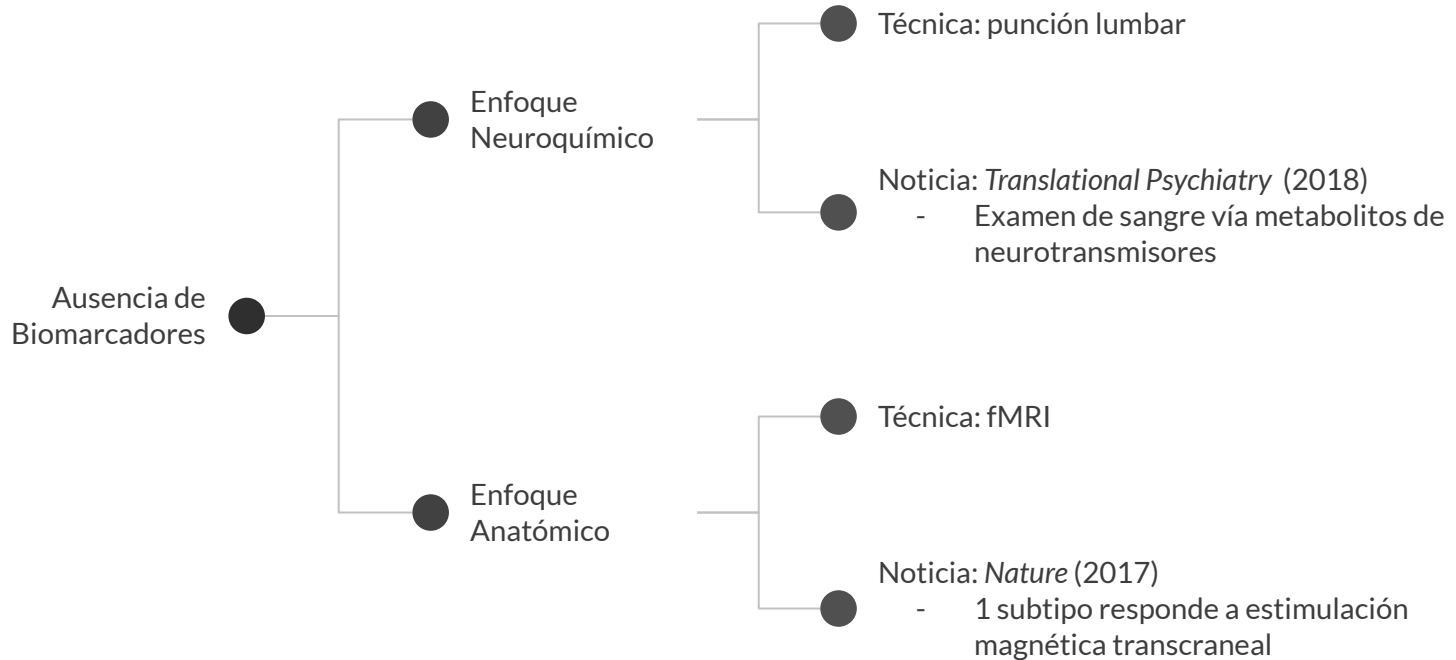 Técnica: punción lumbar
Enfoque
Neuroquímico
Noticia: Translational Psychiatry (2018)
- Examen de sangre vía metabolitos de
neurotransmisores
Ausencia de
Biomarcadores
Técnica: fMRI
Enfoque
Anatómico
Noticia: Nature (2017)
- 1 subtipo responde a estimulación
magnética transcraneal